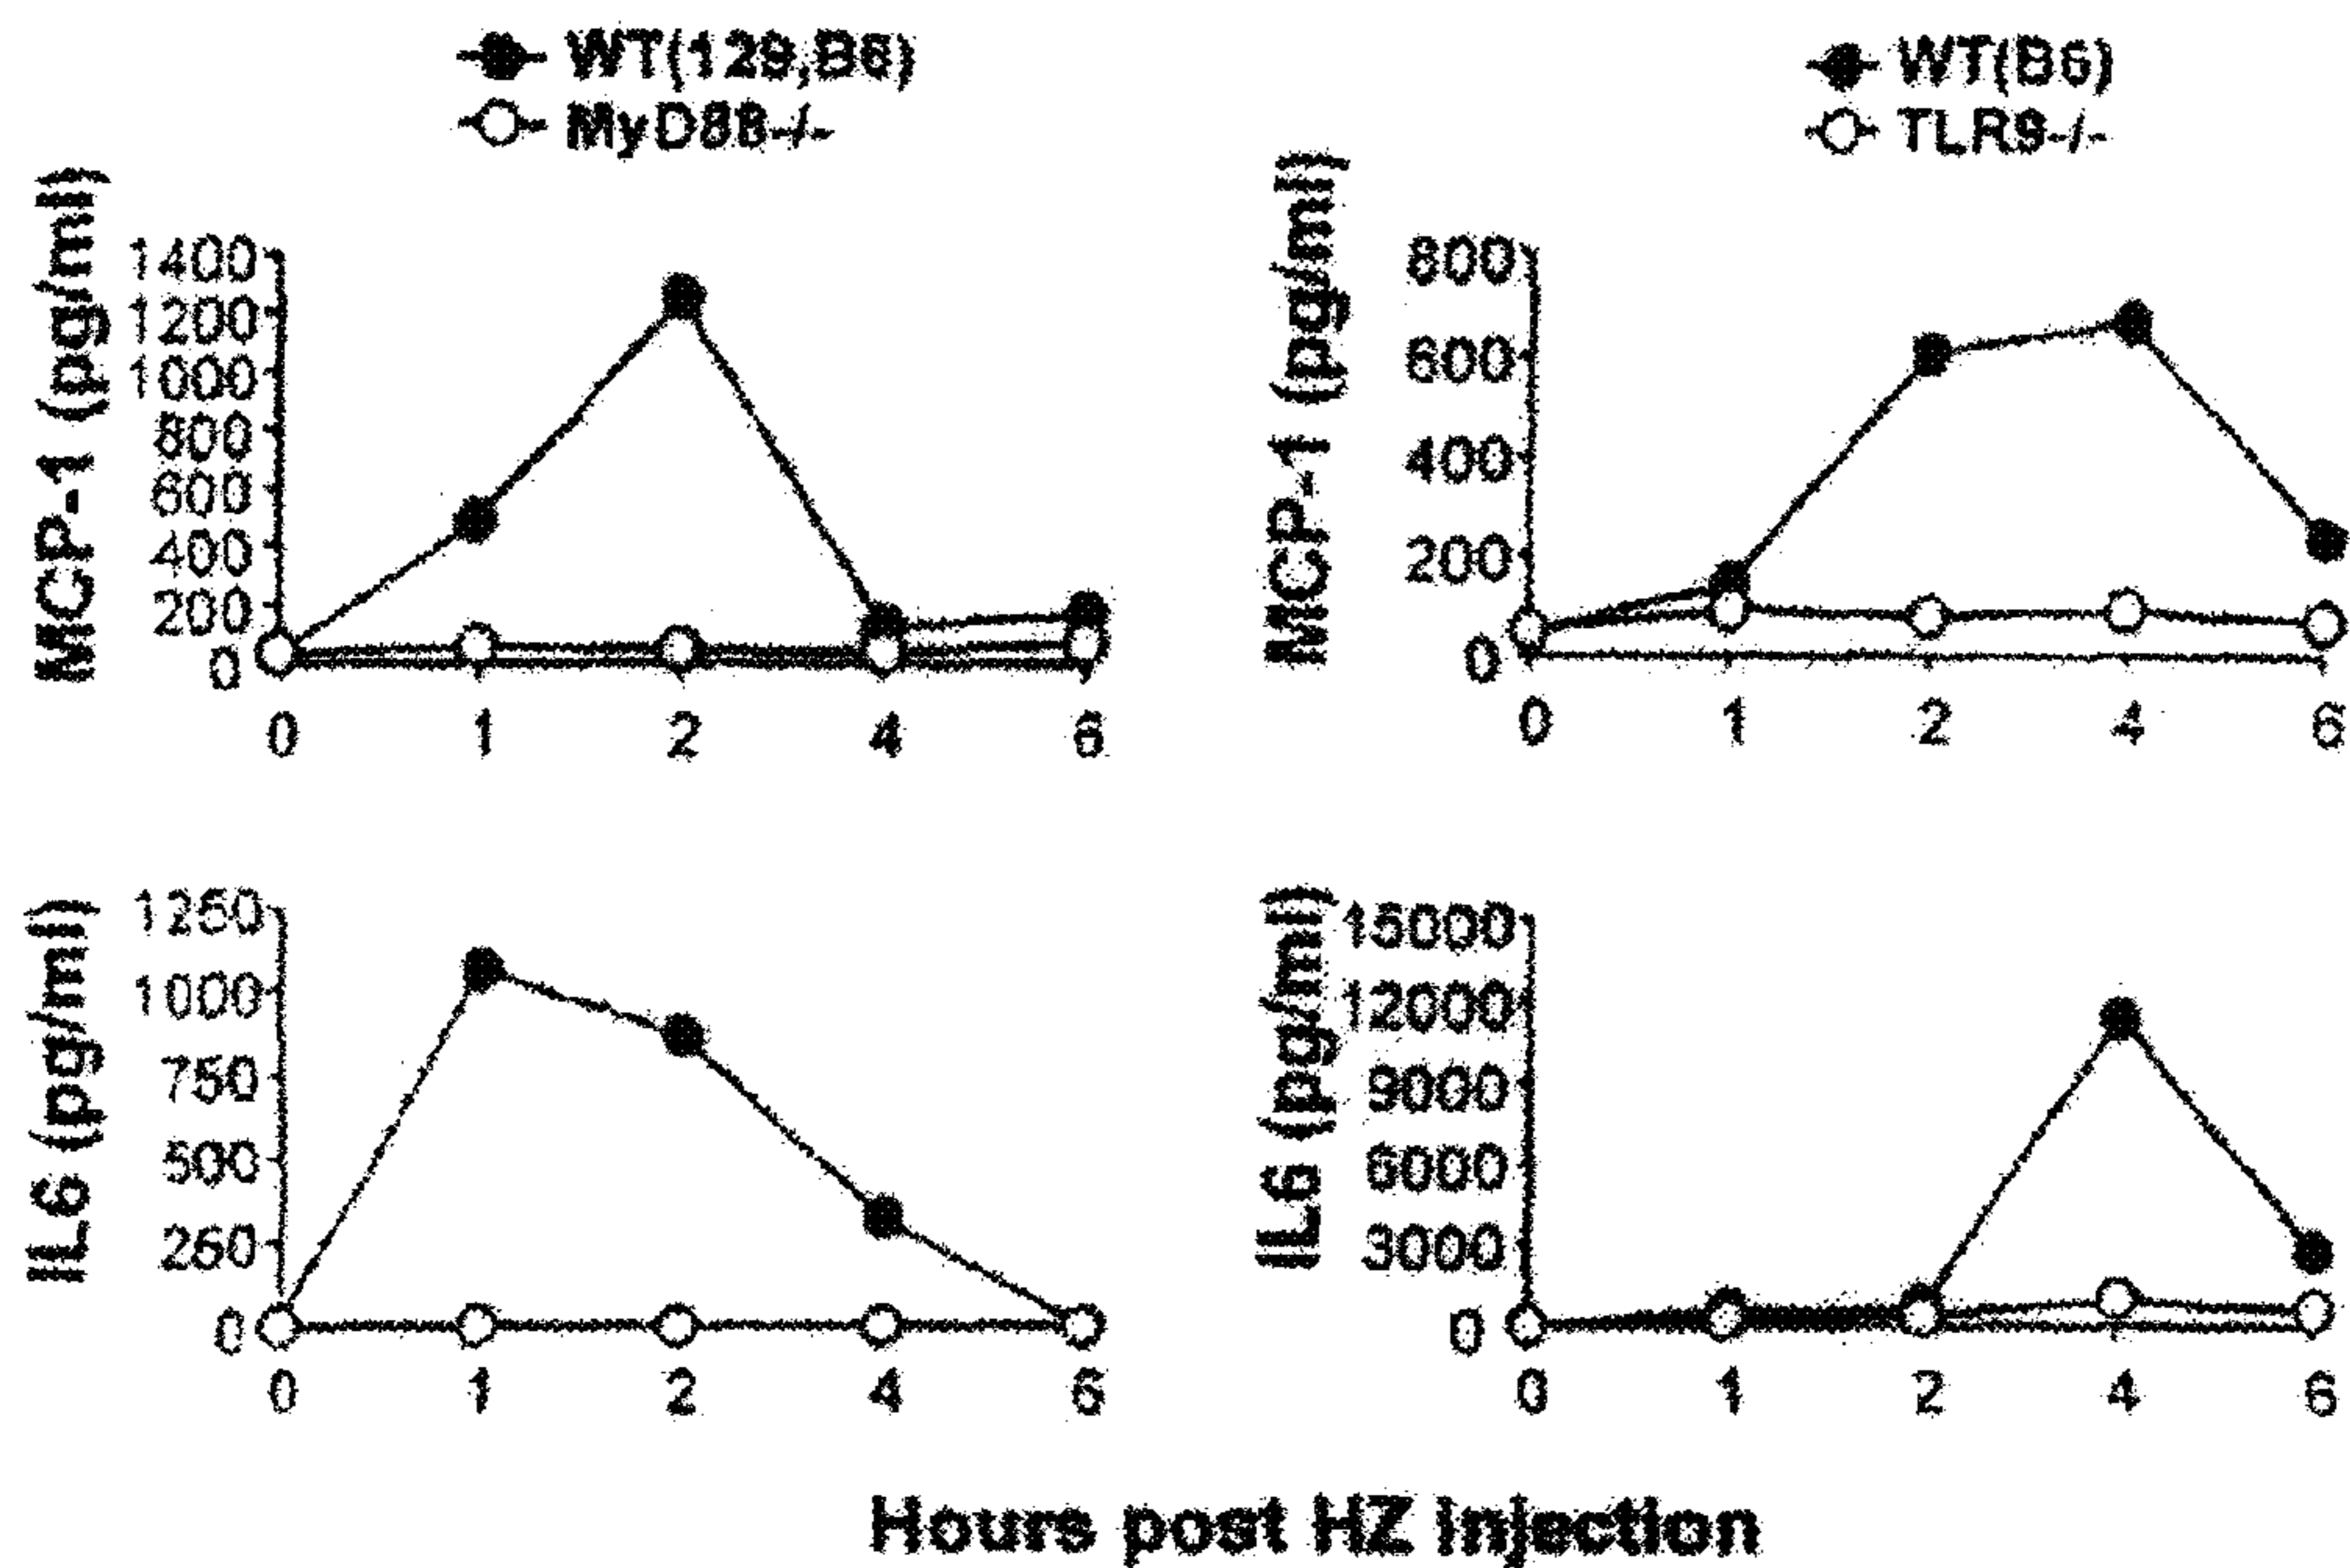 WT(129,B6)
MyD88-/-
MCP-1 (pg/ml)
1400
1200
1000
800
600
400
200
0
0 1 2 4 6
WT(B6)
TLR9-/-
MCP-1 (pg/ml)
800
600
400
200
0
0 1 2 4 6
IL6 (pg/ml)
1250
1000
750
500
250
0
0 1 2 4 6
IL6 (pg/ml)
15000
12000
9000
6000
3000
0
0 1 2 4 6
Hours post HZ injection